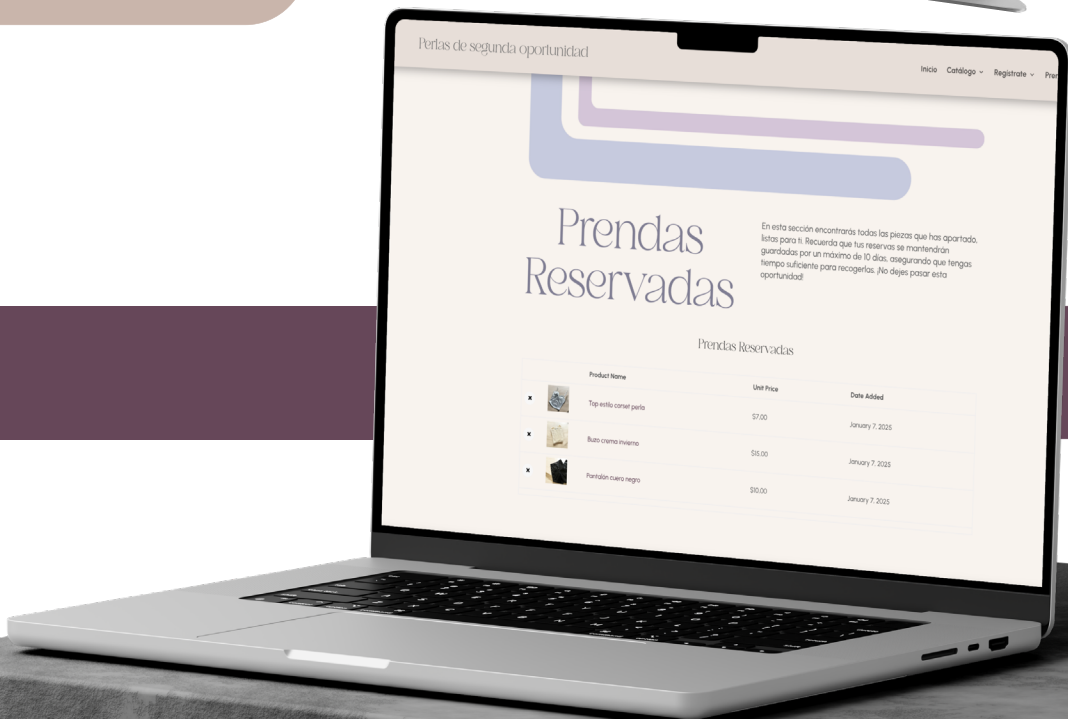 Perlas de segunda oportunidad
Inicio Catálogo Regístrate
Prendas
Reservadas
En esta sección encontrarás todas las piezas que has apartado,
listas para ti. Recuerda que tus reservas se mantendrán
guardadas por un máximo de 10 días, asegurando que tengas
tiempo suficiente para recogerlas. ¡No dejes pasar esta
oportunidad!
Prendas Reservadas
Product Name Unit Price Date Added
x Top estilo corset perla $7.00 January 7, 2025
x Buzo crema invierno $15.00 January 7, 2025
x Pantalón cuero negro $10.00 January 7, 2025